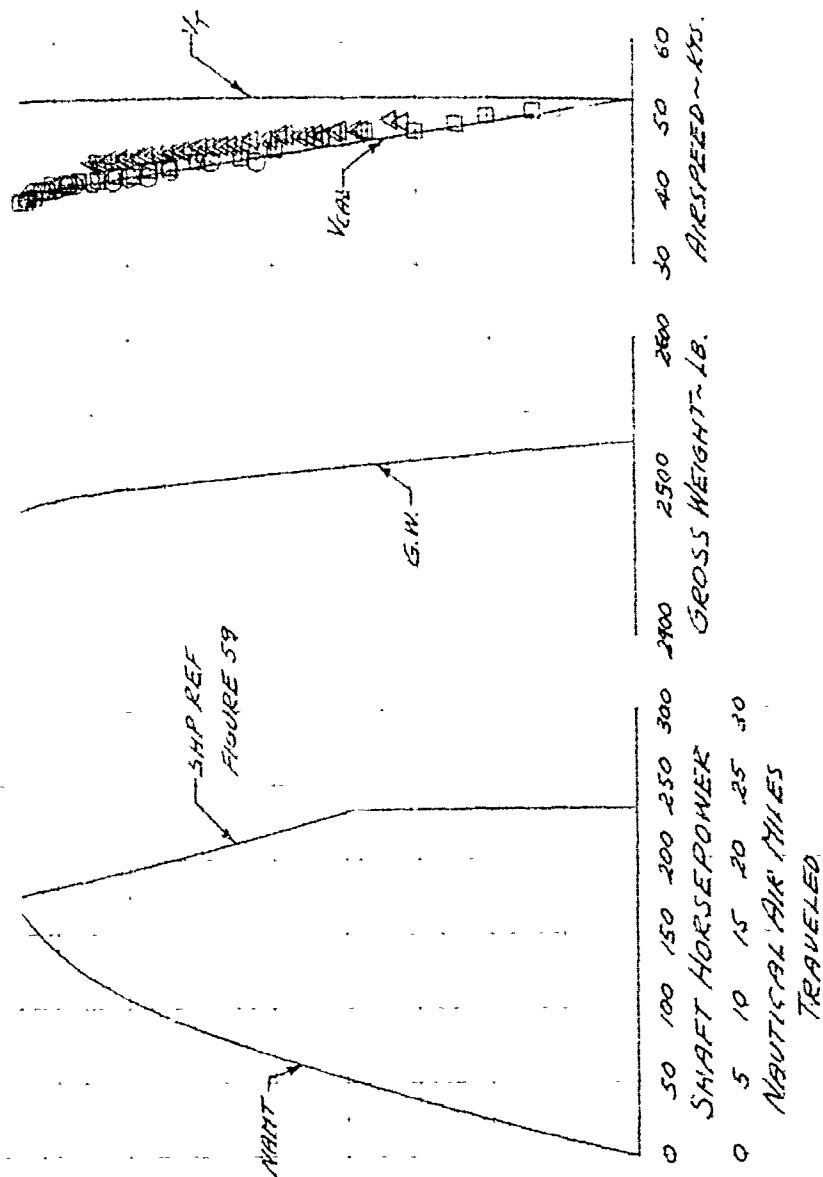 VT
SHP REF
FIGURE 59
VCAL
G.W.
NAMT
0 50 100 150 200 250 300
2400 2500 2600
30 40 50 60
SHAFT HORSEPOWER
GROSS WEIGHT~LB.
AIRSPEED~KTS.
0 5 10 15 20 25 30
NAUTICAL AIR MILES
TRAVELED